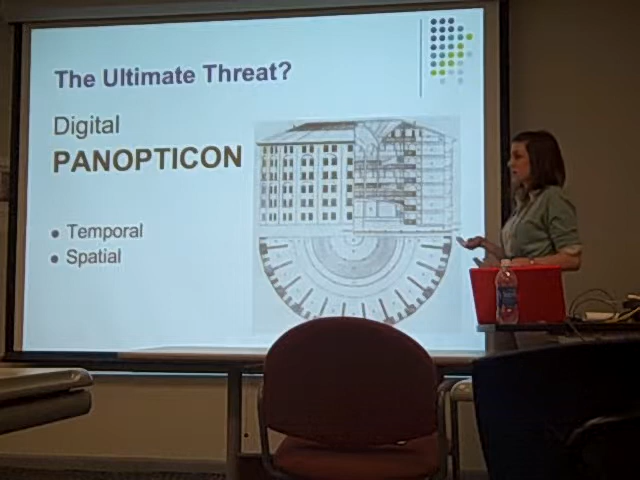 The Ultimate Threat?
Digital
PANOPTICON
Temporal
Spatial